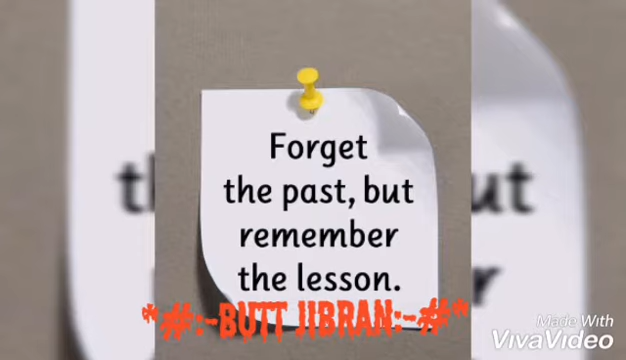 Forget
the past, but
remember
the lesson.
*#:-BUTT JIBRAN:-#*
Made With
VivaVideo